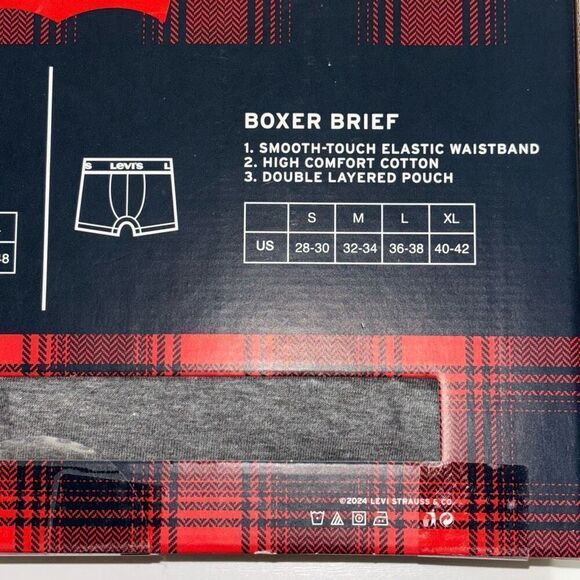 BOXER BRIEF
1. SMOOTH-TOUCH ELASTIC WAISTBAND
2. HIGH COMFORT COTTON
3. DOUBLE LAYERED POUCH
S LEVI'S L
S M L XL
US 28-30 32-34 36-38 40-42
©2024 LEVI STRAUSS & CO.